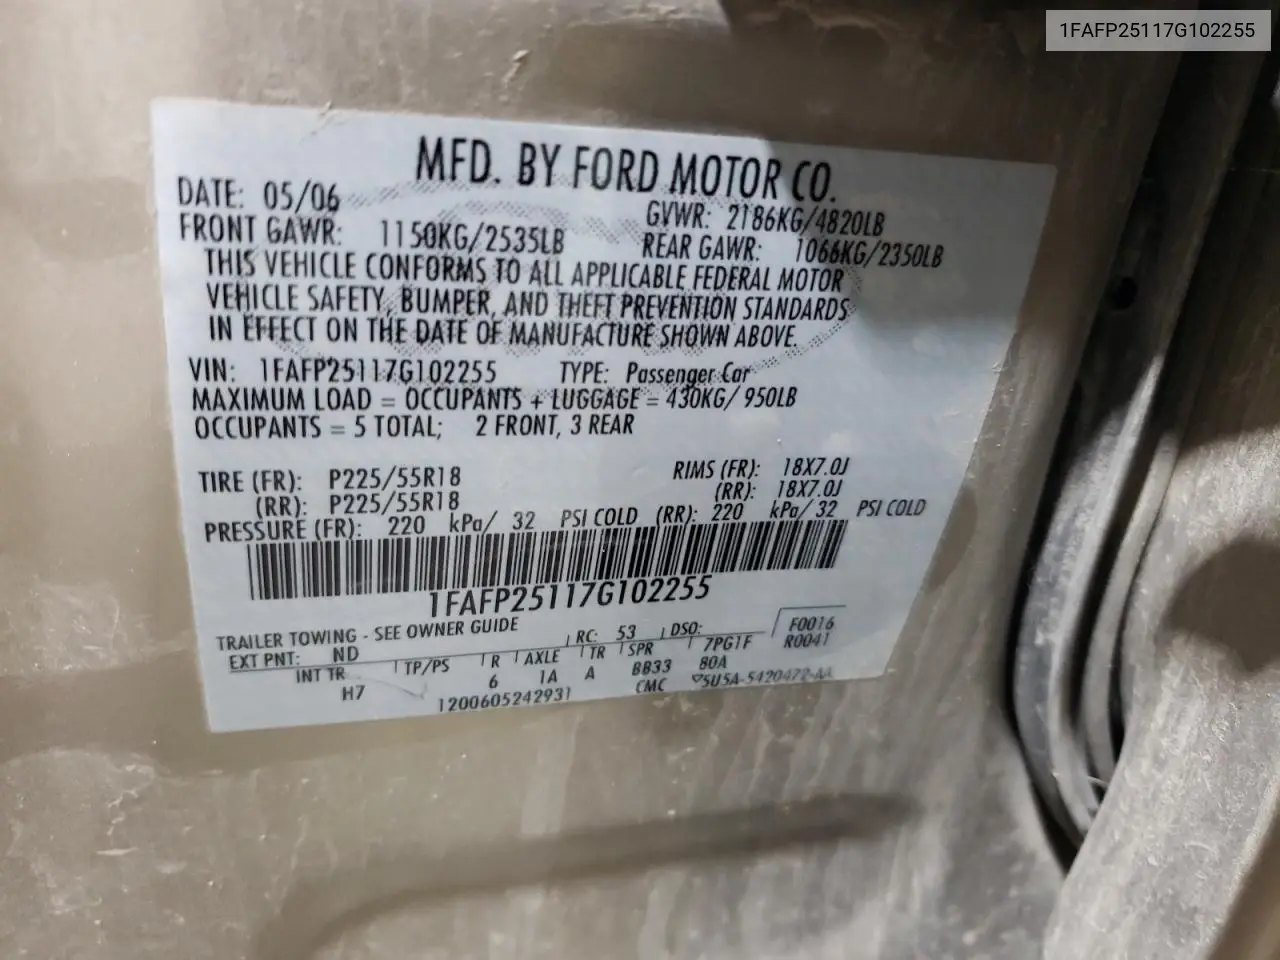 1FAFP25117G102255
MFD. BY FORD MOTOR CO.
DATE: 05/06 GVWR: 2186KG/4820LB
FRONT GAWR: 1150KG/2535LB REAR GAWR: 1066KG/2350LB
THIS VEHICLE CONFORMS TO ALL APPLICABLE FEDERAL MOTOR
VEHICLE SAFETY, BUMPER, AND THEFT PREVENTION STANDARDS
IN EFFECT ON THE DATE OF MANUFACTURE SHOWN ABOVE.
VIN: 1FAFP25117G102255 TYPE: Passenger Car
MAXIMUM LOAD = OCCUPANTS + LUGGAGE = 430KG/ 950LB
OCCUPANTS = 5 TOTAL; 2 FRONT, 3 REAR
TIRE (FR): P225/55R18 RIMS (FR): 18X7.0J
(RR): P225/55R18 (RR): 18X7.0J
PRESSURE (FR): 220 kPa/ 32 PSI COLD (RR): 220 kPa/ 32 PSI COLD
1FAFP25117G102255
TRAILER TOWING - SEE OWNER GUIDE RC: 53 DSO: F0016
EXT PNT: ND 7PG1F R0041
INT TR TP/PS R AXLE TR SPR 80A
H7 6 1A A BB33
1200605242931 CMC 5U5A-5420472-AA